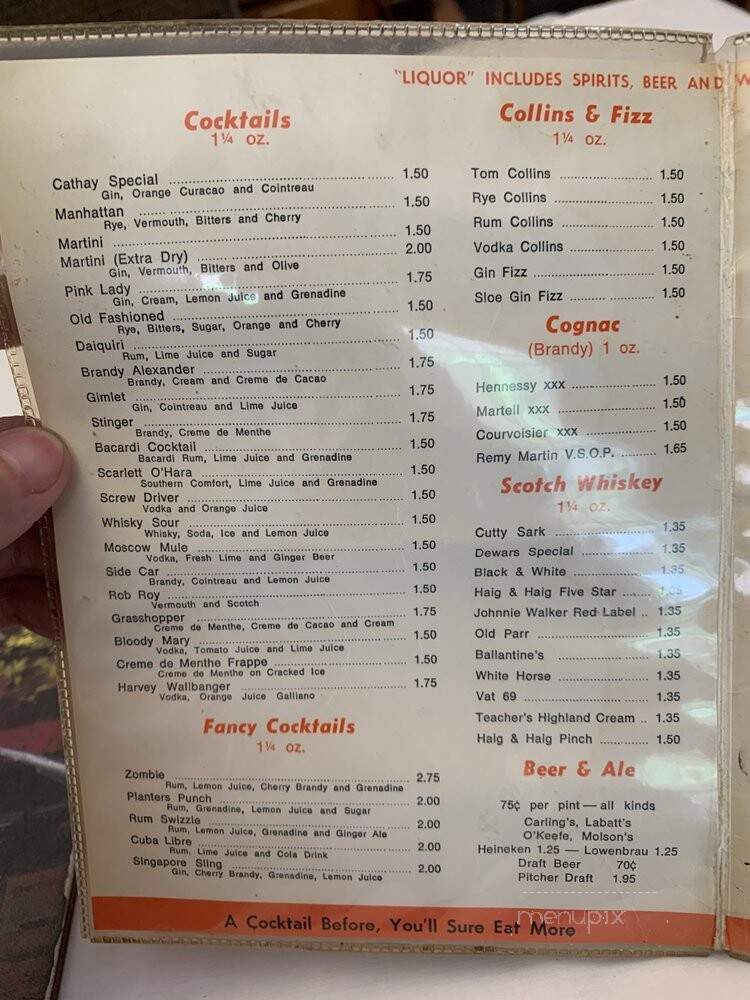 "LIQUOR" INCLUDES SPIRITS, BEER AND W
Cocktails
1¼ oz.
Cathay Special ........ 1.50
Gin, Orange Curacao and Cointreau
Manhattan ........ 1.50
Rye, Vermouth, Bitters and Cherry
Martini ........ 1.50
Martini (Extra Dry) ........ 2.00
Gin, Vermouth, Bitters and Olive
Pink Lady ........ 1.75
Gin, Cream, Lemon Juice and Grenadine
Old Fashioned ........ 1.50
Rye, Bitters, Sugar, Orange and Cherry
Daiquiri ........ 1.50
Rum, Lime Juice and Sugar
Brandy Alexander ........ 1.75
Brandy, Cream and Creme de Cacao
Gimlet ........ 1.75
Gin, Cointreau and Lime Juice
Stinger ........ 1.75
Brandy, Creme de Menthe
Bacardi Cocktail ........ 1.50
Bacardi Rum, Lime Juice and Grenadine
Scarlett O'Hara ........ 1.50
Southern Comfort, Lime Juice and Grenadine
Screw Driver ........ 1.50
Vodka and Orange Juice
Whisky Sour ........ 1.50
Whisky, Soda, Ice and Lemon Juice
Moscow Mule ........ 1.50
Vodka, Fresh Lime and Ginger Beer
Side Car ........ 1.50
Brandy, Cointreau and Lemon Juice
Rob Roy ........ 1.50
Vermouth and Scotch
Grasshopper ........ 1.75
Creme de Menthe, Creme de Cacao and Cream
Bloody Mary ........ 1.50
Vodka, Tomato Juice and Lime Juice
Creme de Menthe Frappe ........ 1.50
Creme de Menthe on Cracked Ice
Harvey Wallbanger ........ 1.75
Vodka, Orange Juice Galliano
Fancy Cocktails
1¼ oz.
Zombie ........ 2.75
Rum, Lemon Juice, Cherry Brandy and Grenadine
Planters Punch ........ 2.00
Rum, Grenadine, Lemon Juice and Sugar
Rum Swizzle ........ 2.00
Rum, Lemon Juice, Grenadine and Ginger Ale
Cuba Libre ........ 2.00
Rum, Lime Juice and Cola Drink
Singapore Sling ........ 2.00
Gin, Cherry Brandy, Grenadine, Lemon Juice
Collins & Fizz
1¼ oz.
Tom Collins ........ 1.50
Rye Collins ........ 1.50
Rum Collins ........ 1.50
Vodka Collins ........ 1.50
Gin Fizz ........ 1.50
Sloe Gin Fizz ........ 1.50
Cognac
(Brandy) 1 oz.
Hennessy xxx ........ 1.50
Martell xxx ........ 1.50
Courvoisier xxx ........ 1.50
Remy Martin V.S.O.P. ........ 1.65
Scotch Whiskey
1¼ oz.
Cutty Sark ........ 1.35
Dewars Special ........ 1.35
Black & White ........ 1.35
Haig & Haig Five Star ........
Johnnie Walker Red Label .. 1.35
Old Parr ........ 1.35
Ballantine's ........ 1.35
White Horse ........ 1.35
Vat 69 ........ 1.35
Teacher's Highland Cream .. 1.35
Haig & Haig Pinch ........ 1.50
Beer & Ale
75¢ per pint — all kinds
Carling's, Labatt's
O'Keefe, Molson's
Heineken 1.25 — Lowenbrau 1.25
Draft Beer 70¢
Pitcher Draft 1.95
menupix
A Cocktail Before, You'll Sure Eat More